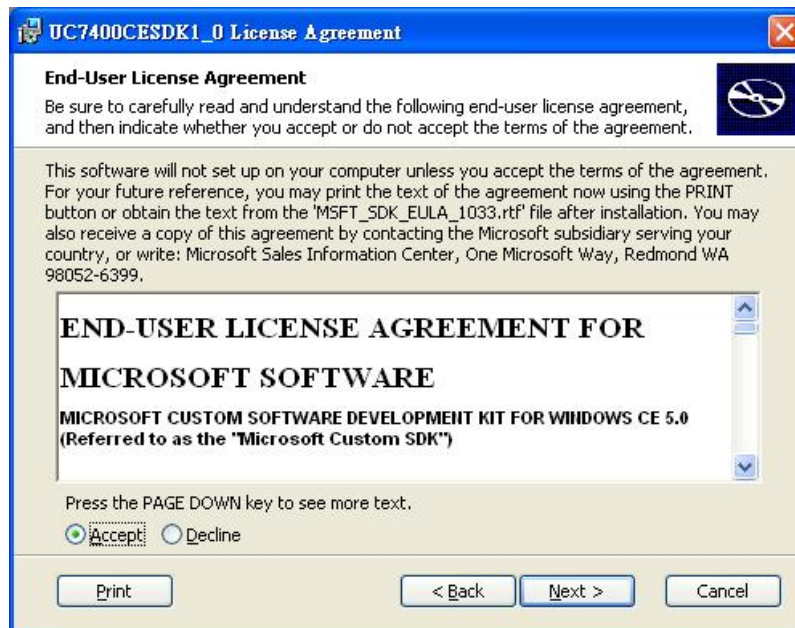 UC7400CESDK1_0 License Agreement
End-User License Agreement
Be sure to carefully read and understand the following end-user license agreement,
and then indicate whether you accept or do not accept the terms of the agreement.
This software will not set up on your computer unless you accept the terms of the agreement.
For your future reference, you may print the text of the agreement now using the PRINT
button or obtain the text from the 'MSFT_SDK_EULA_1033.rtf' file after installation. You may
also receive a copy of this agreement by contacting the Microsoft subsidiary serving your
country, or write: Microsoft Sales Information Center, One Microsoft Way, Redmond WA
98052-6399.
END-USER LICENSE AGREEMENT FOR
MICROSOFT SOFTWARE
MICROSOFT CUSTOM SOFTWARE DEVELOPMENT KIT FOR WINDOWS CE 5.0
(Referred to as the "Microsoft Custom SDK")
Press the PAGE DOWN key to see more text.
Accept Decline
Print < Back Next > Cancel